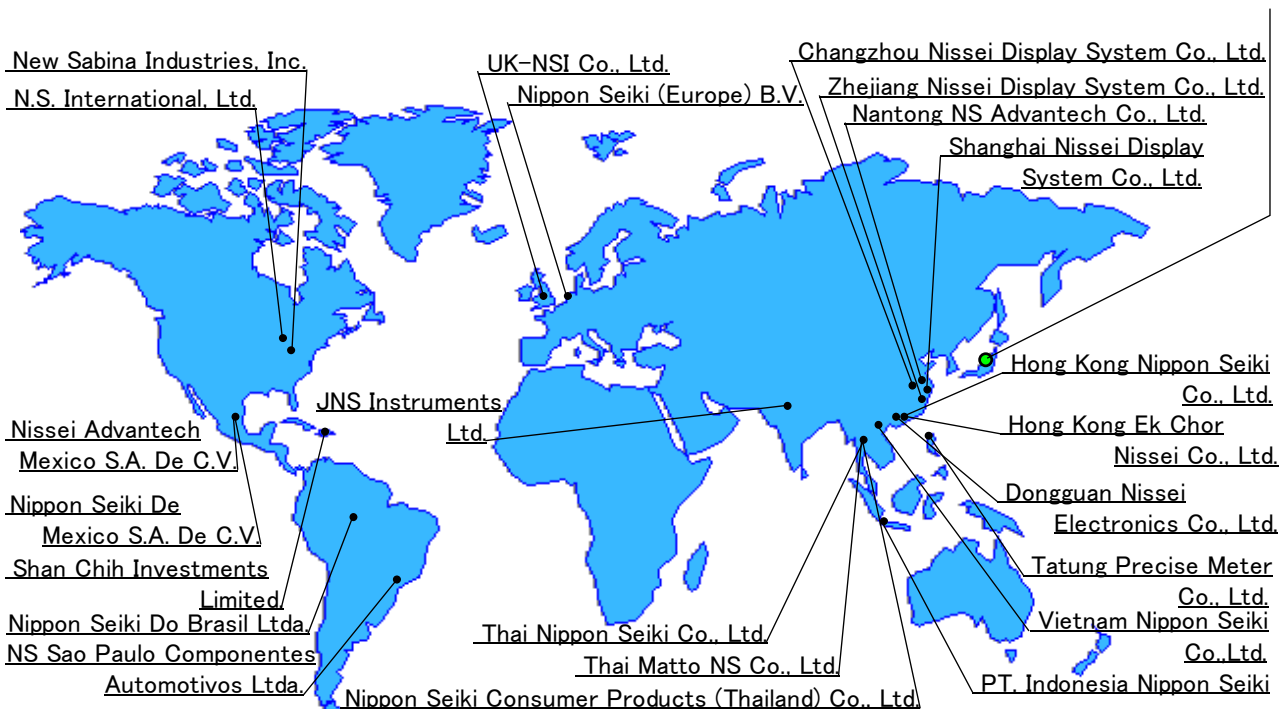 New Sabina Industries, Inc.
N.S. International, Ltd.
UK-NSI Co., Ltd.
Nippon Seiki (Europe) B.V.
Changzhou Nissei Display System Co., Ltd.
Zhejiang Nissei Display System Co., Ltd.
Nantong NS Advantech Co., Ltd.
Shanghai Nissei Display
System Co., Ltd.
Hong Kong Nippon Seiki
Co., Ltd.
Hong Kong Ek Chor
Nissei Co., Ltd.
Dongguan Nissei
Electronics Co., Ltd.
Tatung Precise Meter
Co., Ltd.
Vietnam Nippon Seiki
Co.,Ltd.
PT. Indonesia Nippon Seiki
JNS Instruments
Ltd.
Nissei Advantech
Mexico S.A. De C.V.
Nippon Seiki De
Mexico S.A. De C.V.
Shan Chih Investments
Limited.
Nippon Seiki Do Brasil Ltda.
NS Sao Paulo Componentes
Automotivos Ltda.
Thai Nippon Seiki Co., Ltd.
Thai Matto NS Co., Ltd.
Nippon Seiki Consumer Products (Thailand) Co., Ltd.